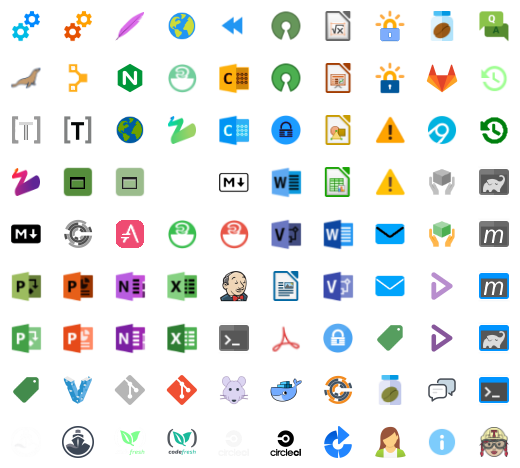 √x Q A
N C
[T] [T] C
M↓ W
M↓ V W m
P P N X V m
P P N X >_
>_
fresh codefresh circleci circleci i